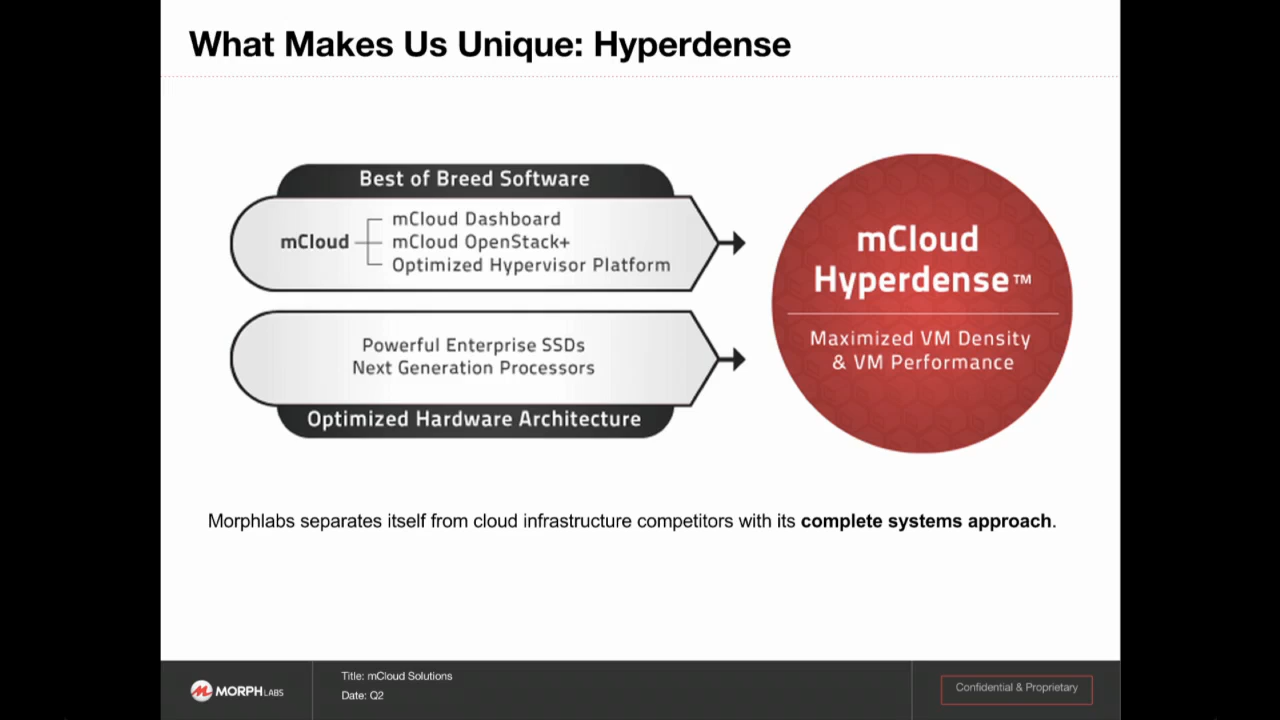 What Makes Us Unique: Hyperdense
Best of Breed Software
mCloud
mCloud Dashboard
mCloud OpenStack+
Optimized Hypervisor Platform
Powerful Enterprise SSDs
Next Generation Processors
Optimized Hardware Architecture
mCloud
Hyperdense™
Maximized VM Density
& VM Performance
Morphlabs separates itself from cloud infrastructure competitors with its complete systems approach.
MORPHLABS
Title: mCloud Solutions
Date: Q2
Confidential & Proprietary